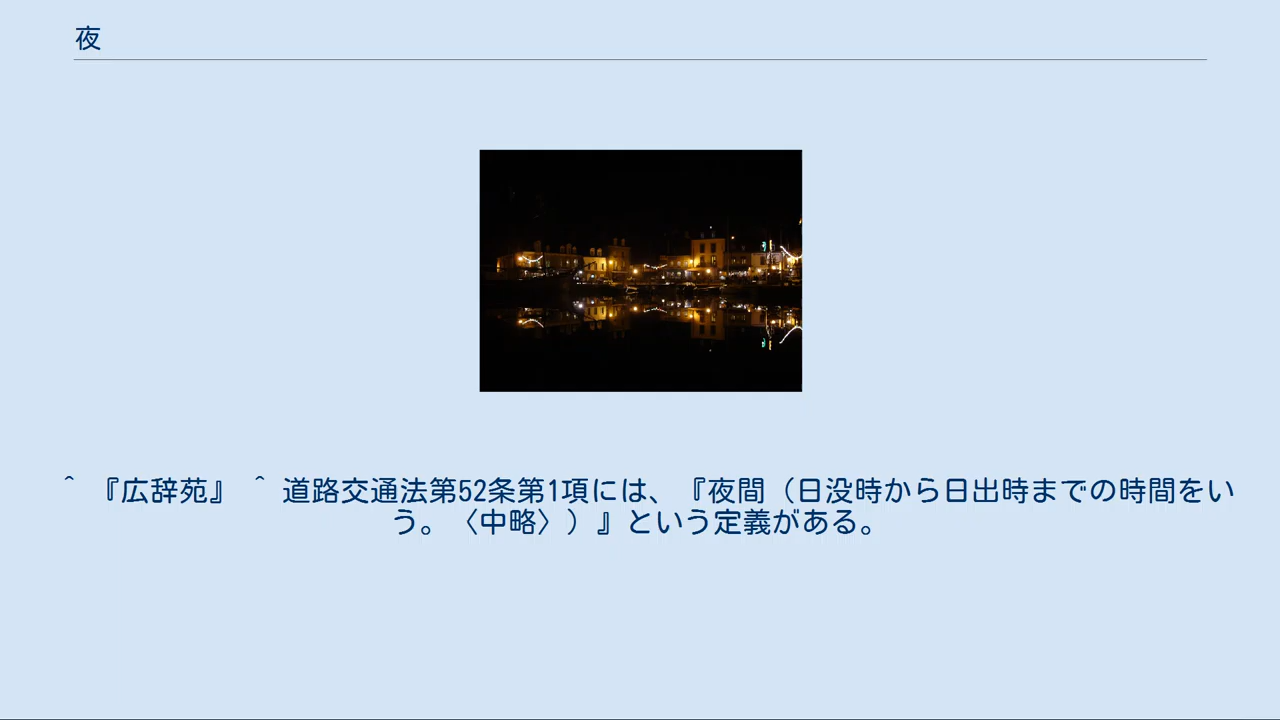 夜
^ 『広辞苑』 ^ 道路交通法第52条第1項には、『夜間（日没時から日出時までの時間をい
う。〈中略〉）』という定義がある。